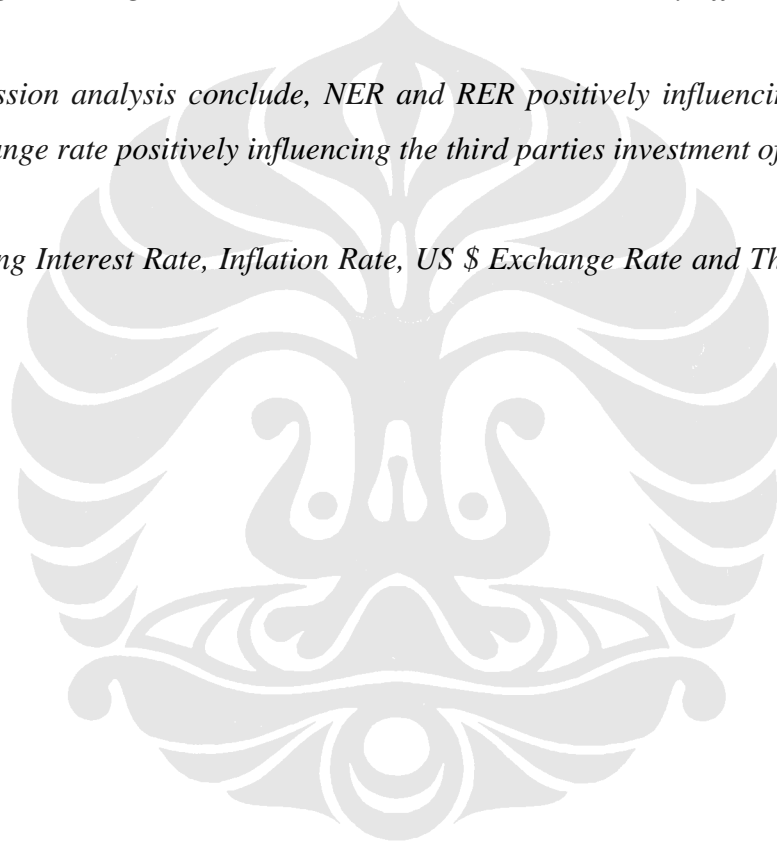 ssion analysis conclude, NER and RER positively influencin
nge rate positively influencing the third parties investment of
ng Interest Rate, Inflation Rate, US $ Exchange Rate and Th